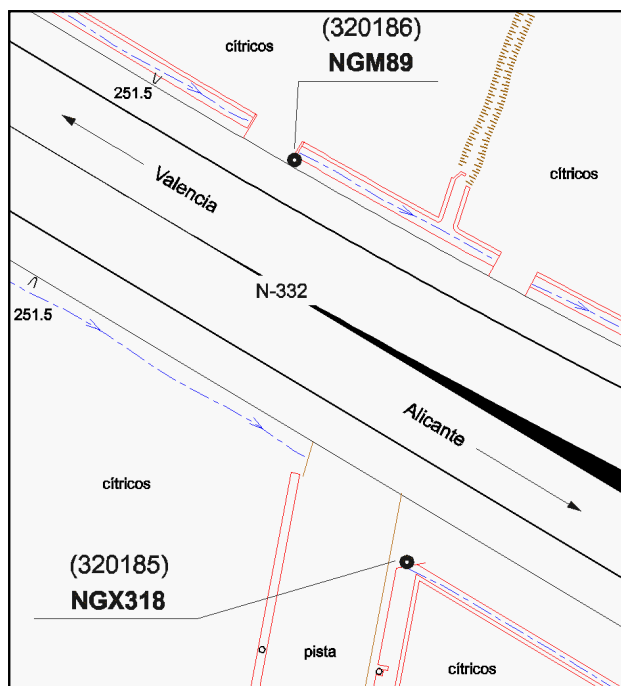 (320186)
NGM89
cítricos
251.5
cítricos
Valencia
N-332
251.5
Alicante
cítricos
(320185)
NGX318
pista
cítricos